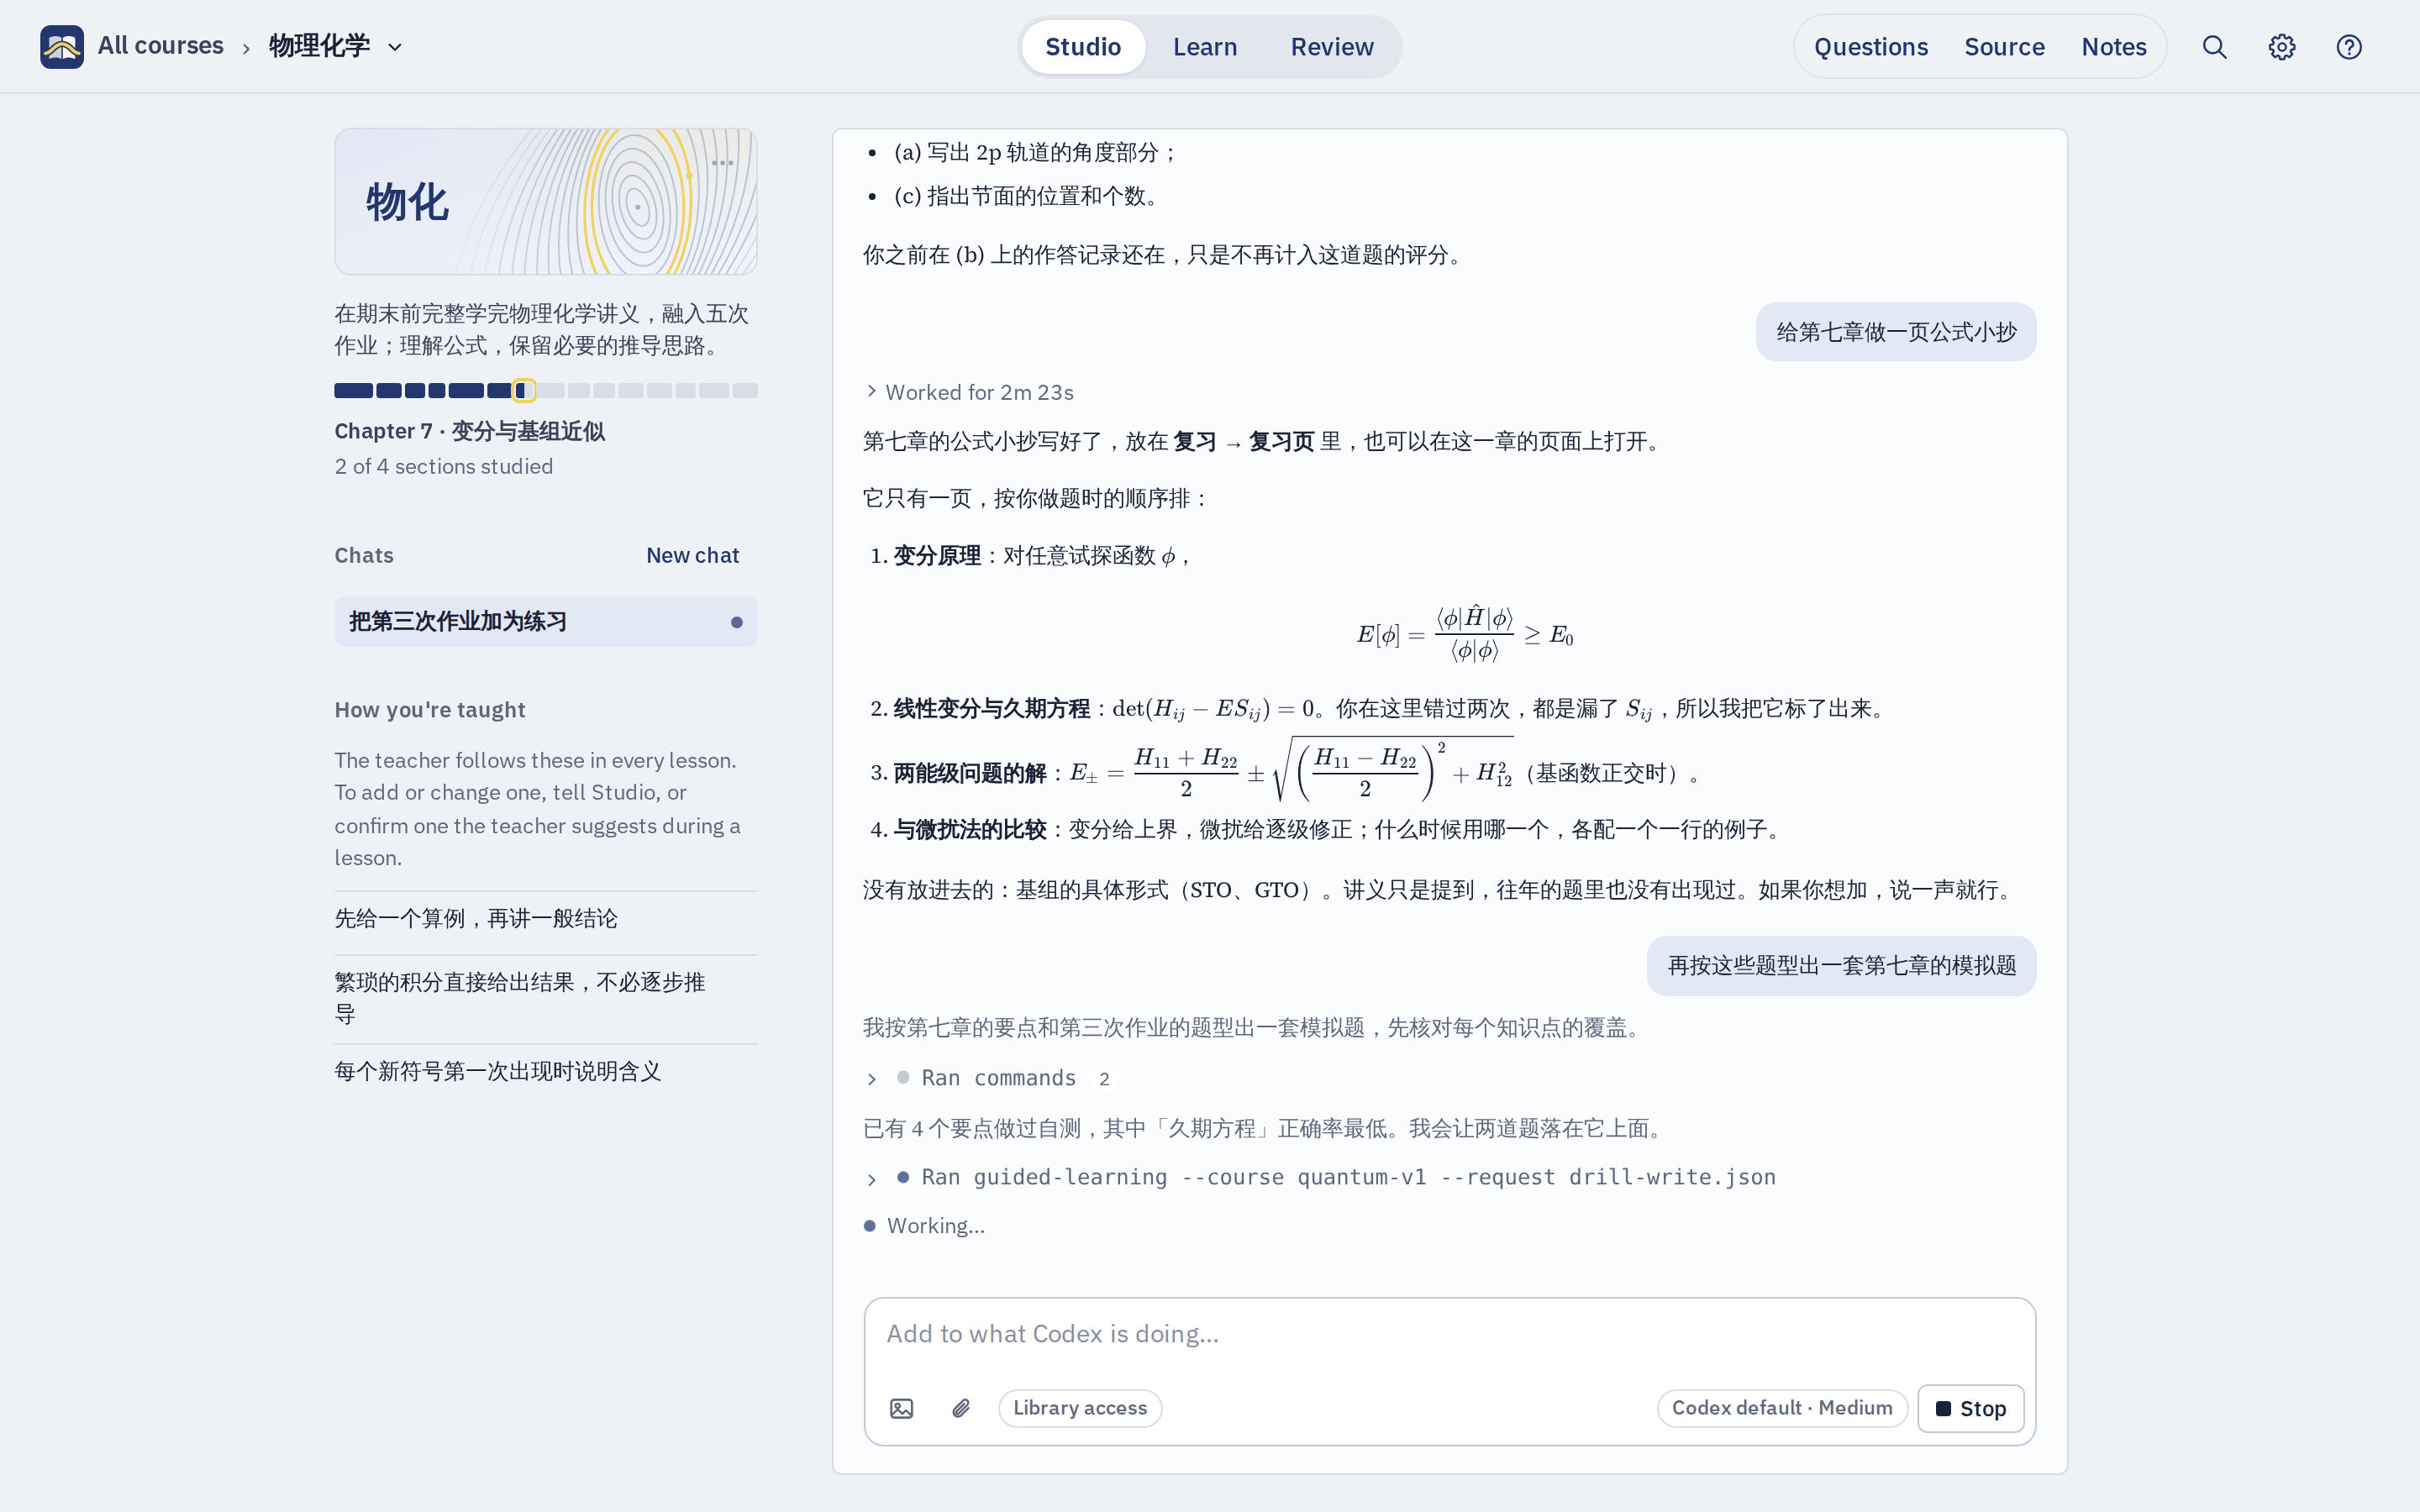 All courses › 物理化学
Studio Learn Review
Questions Source Notes
物化
在期末前完整学完物理化学讲义，融入五次
作业；理解公式，保留必要的推导思路。
Chapter 7 · 变分与基组近似
2 of 4 sections studied
Chats New chat
把第三次作业加为练习
How you're taught
The teacher follows these in every lesson.
To add or change one, tell Studio, or
confirm one the teacher suggests during a
lesson.
先给一个算例，再讲一般结论
繁琐的积分直接给出结果，不必逐步推
导
每个新符号第一次出现时说明含义
• (a) 写出 2p 轨道的角度部分；
• (c) 指出节面的位置和个数。
你之前在 (b) 上的作答记录还在，只是不再计入这道题的评分。
给第七章做一页公式小抄
Worked for 2m 23s
第七章的公式小抄写好了，放在 复习 → 复习页 里，也可以在这一章的页面上打开。
它只有一页，按你做题时的顺序排：
1. 变分原理：对任意试探函数 ϕ，
E[ϕ] = ⟨ϕ|Ĥ|ϕ⟩ / ⟨ϕ|ϕ⟩ ≥ E₀
2. 线性变分与久期方程：det(H_ij − ES_ij) = 0。你在这里错过两次，都是漏了 S_ij，所以我把它标了出来。
3. 两能级问题的解：E± = (H₁₁ + H₂₂)/2 ± √(((H₁₁ − H₂₂)/2)² + H₁₂²)（基函数正交时）。
4. 与微扰法的比较：变分给上界，微扰给逐级修正；什么时候用哪一个，各配一个一行的例子。
没有放进去的：基组的具体形式（STO、GTO）。讲义只是提到，往年的题里也没有出现过。如果你想加，说一声就行。
再按这些题型出一套第七章的模拟题
我按第七章的要点和第三次作业的题型出一套模拟题，先核对每个知识点的覆盖。
Ran commands 2
已有 4 个要点做过自测，其中「久期方程」正确率最低。我会让两道题落在它上面。
Ran guided-learning --course quantum-v1 --request drill-write.json
Working…
Add to what Codex is doing…
Library access
Codex default · Medium
Stop